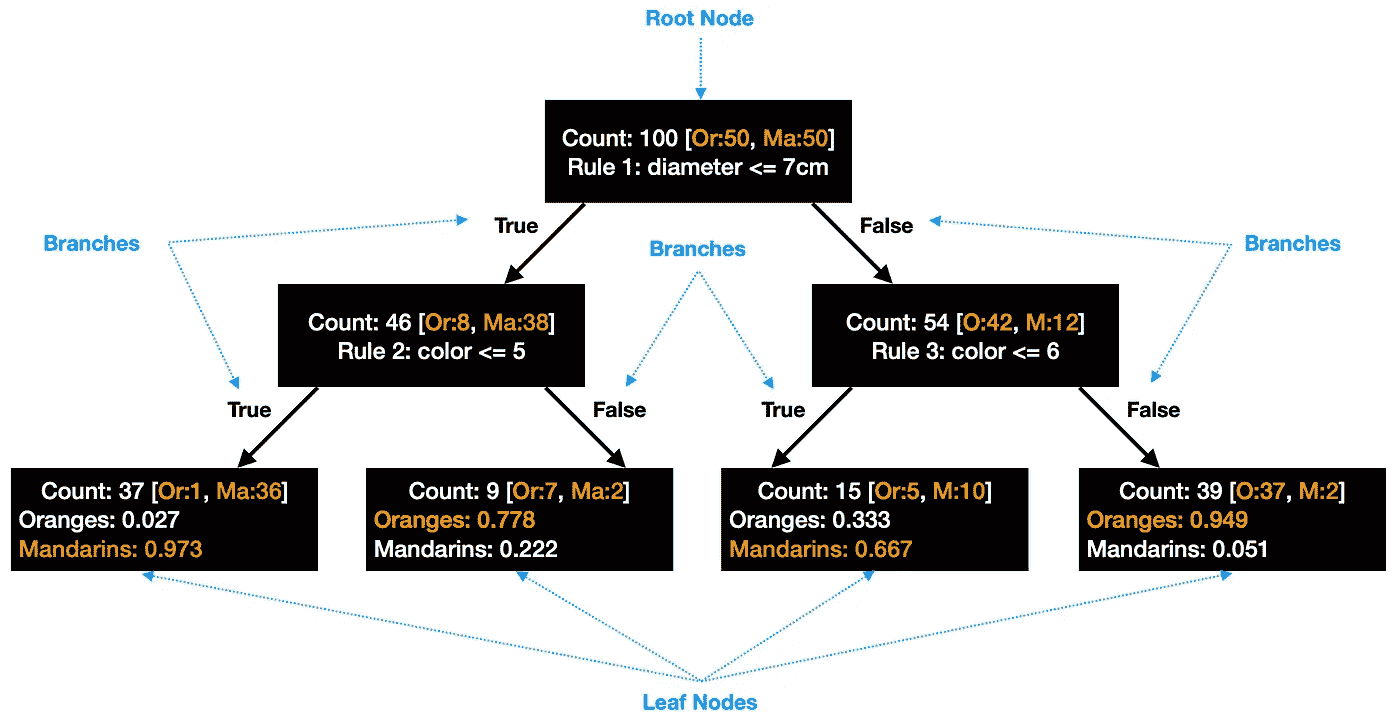 Root Node
Count: 100 [Or:50, Ma:50]
Rule 1: diameter <= 7cm
True
False
Branches
Branches
Branches
Count: 46 [Or:8, Ma:38]
Rule 2: color <= 5
Count: 54 [O:42, M:12]
Rule 3: color <= 6
True
False
True
False
Count: 37 [Or:1, Ma:36]
Oranges: 0.027
Mandarins: 0.973
Count: 9 [Or:7, Ma:2]
Oranges: 0.778
Mandarins: 0.222
Count: 15 [Or:5, M:10]
Oranges: 0.333
Mandarins: 0.667
Count: 39 [O:37, M:2]
Oranges: 0.949
Mandarins: 0.051
Leaf Nodes